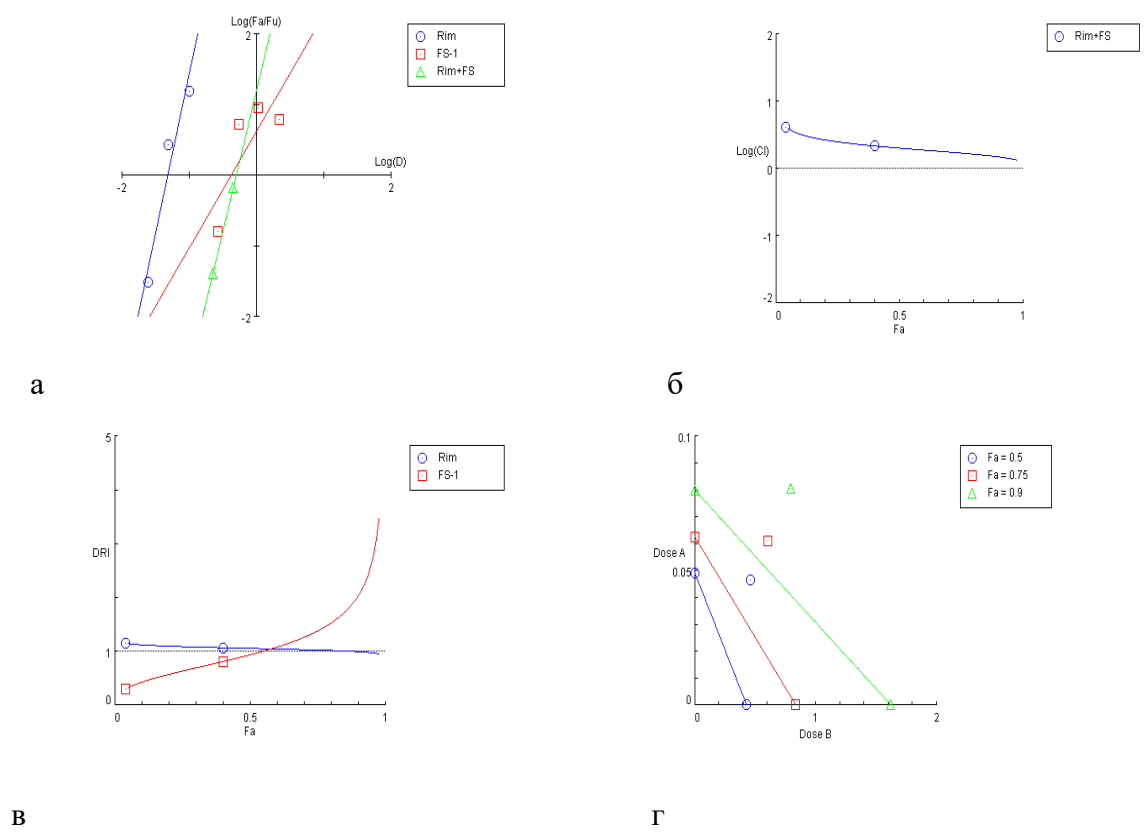 Log(Fa/Fu)
2
Rim
FS-1
Rim+FS
Log(D)
-2
2
-2
а
2
Rim+FS
1
Log(CI)
0
-1
-2
0
0.5
1
Fa
б
5
Rim
FS-1
DRI
1
0
0
0.5
1
Fa
в
0.1
Fa = 0.5
Fa = 0.75
Fa = 0.9
Dose A
0.05
0
0
1
2
Dose B
г